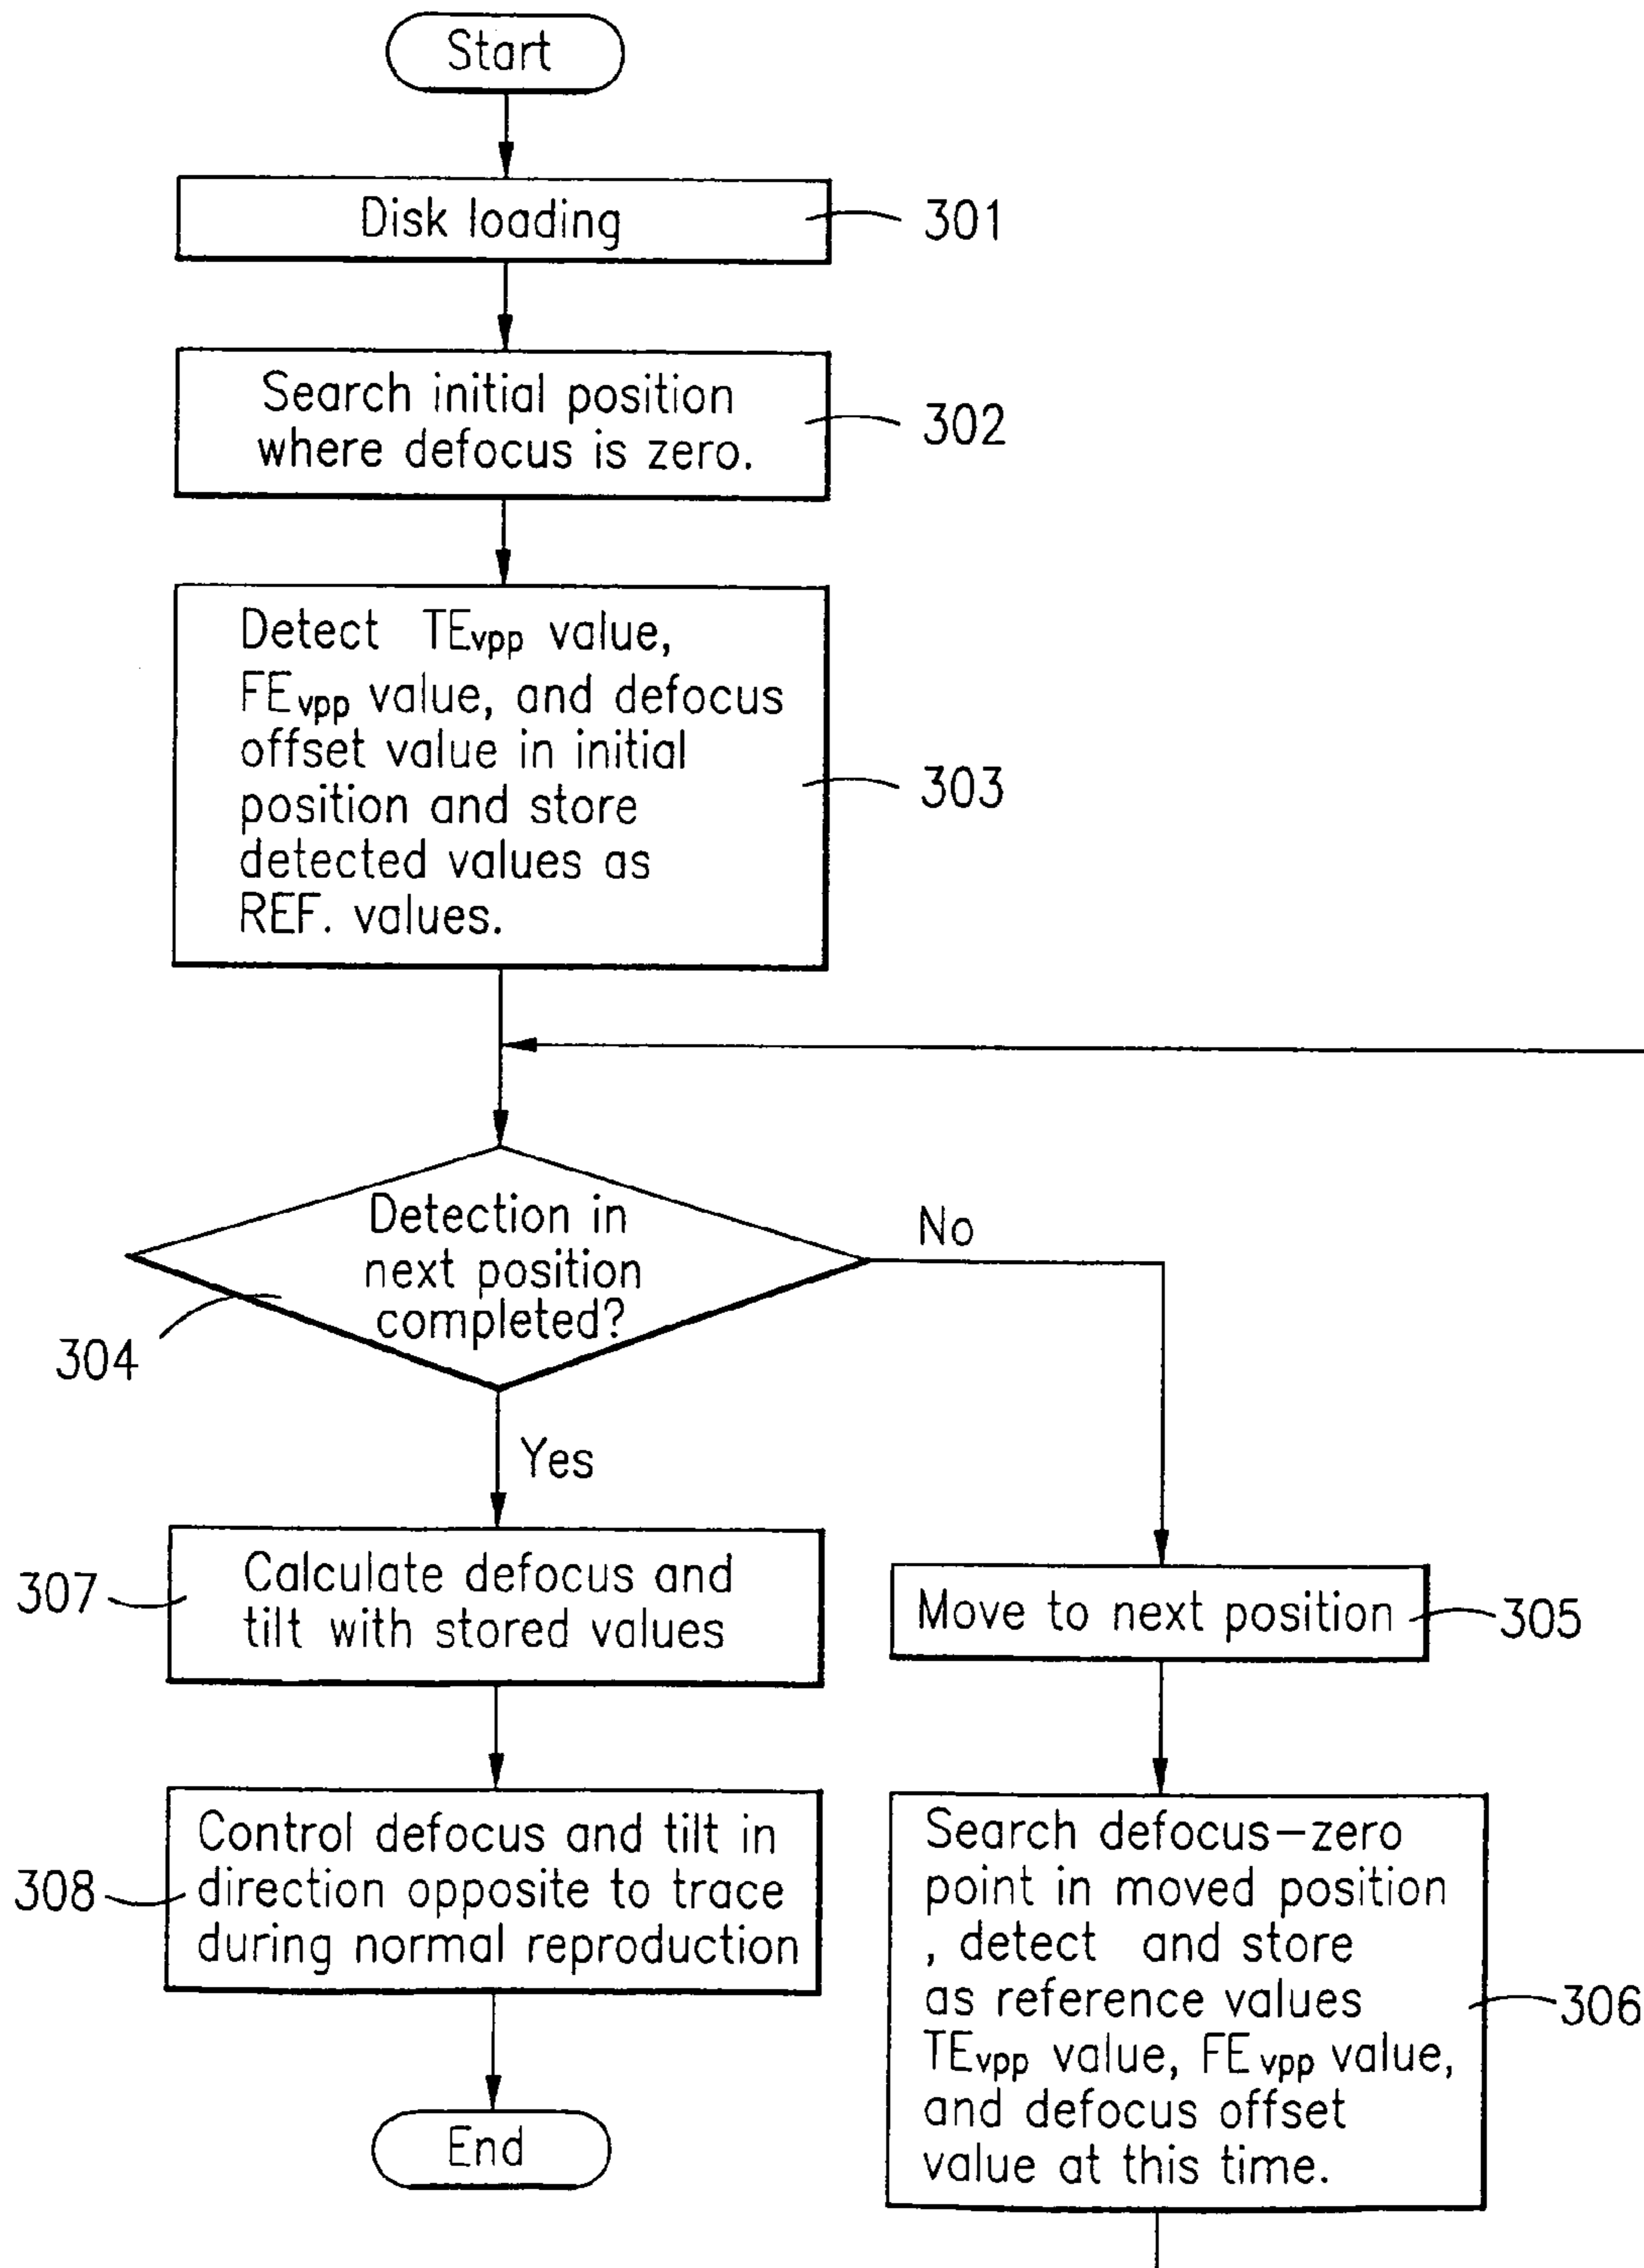 Start
Disk loading
301
Search initial position
where defocus is zero.
302
Detect TEvpp value,
FEvpp value, and defocus
offset value in initial
position and store
detected values as
REF. values.
303
Detection in
next position
completed?
304
No
Yes
Calculate defocus and
tilt with stored values
307
Move to next position
305
Control defocus and tilt in
direction opposite to trace
during normal reproduction
308
Search defocus-zero
point in moved position
, detect and store
as reference values
TEvpp value, FEvpp value,
and defocus offset
value at this time.
306
End